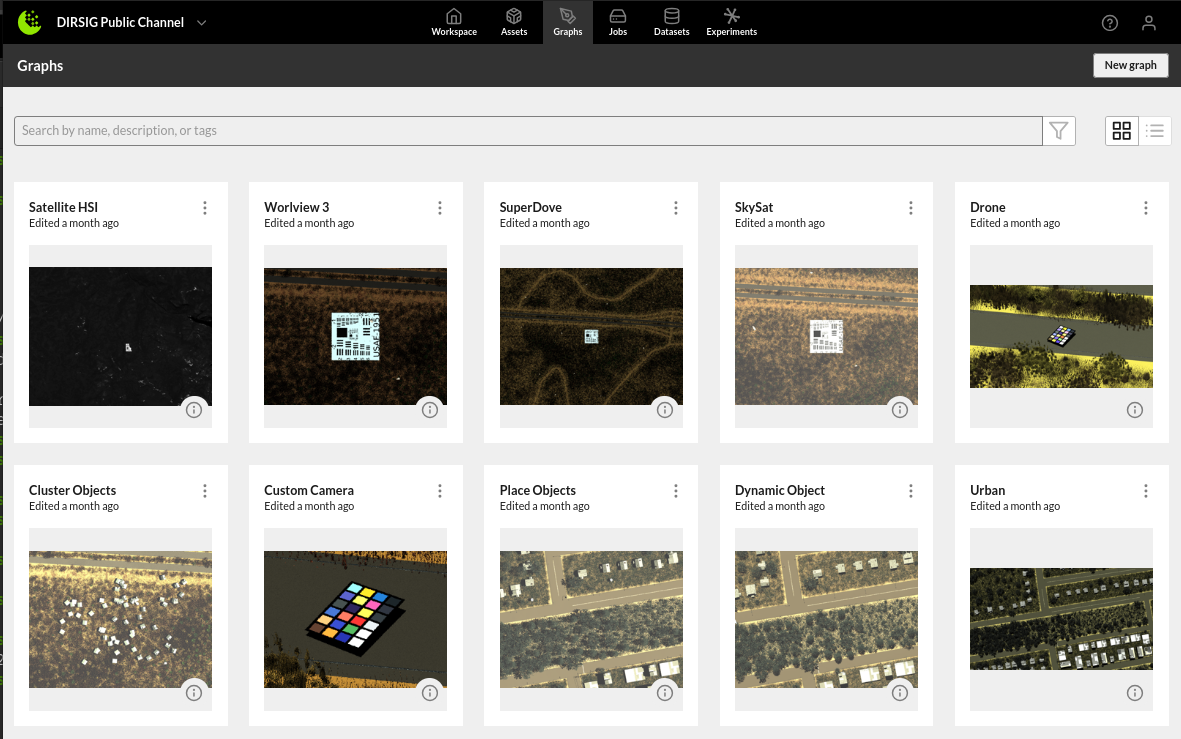 DIRSIG Public Channel
Workspace
Assets
Graphs
Jobs
Datasets
Experiments
Graphs
New graph
Search by name, description, or tags
Satellite HSI
Edited a month ago
Worlview 3
Edited a month ago
SuperDove
Edited a month ago
SkySat
Edited a month ago
Drone
Edited a month ago
USAF-1951
Cluster Objects
Edited a month ago
Custom Camera
Edited a month ago
Place Objects
Edited a month ago
Dynamic Object
Edited a month ago
Urban
Edited a month ago